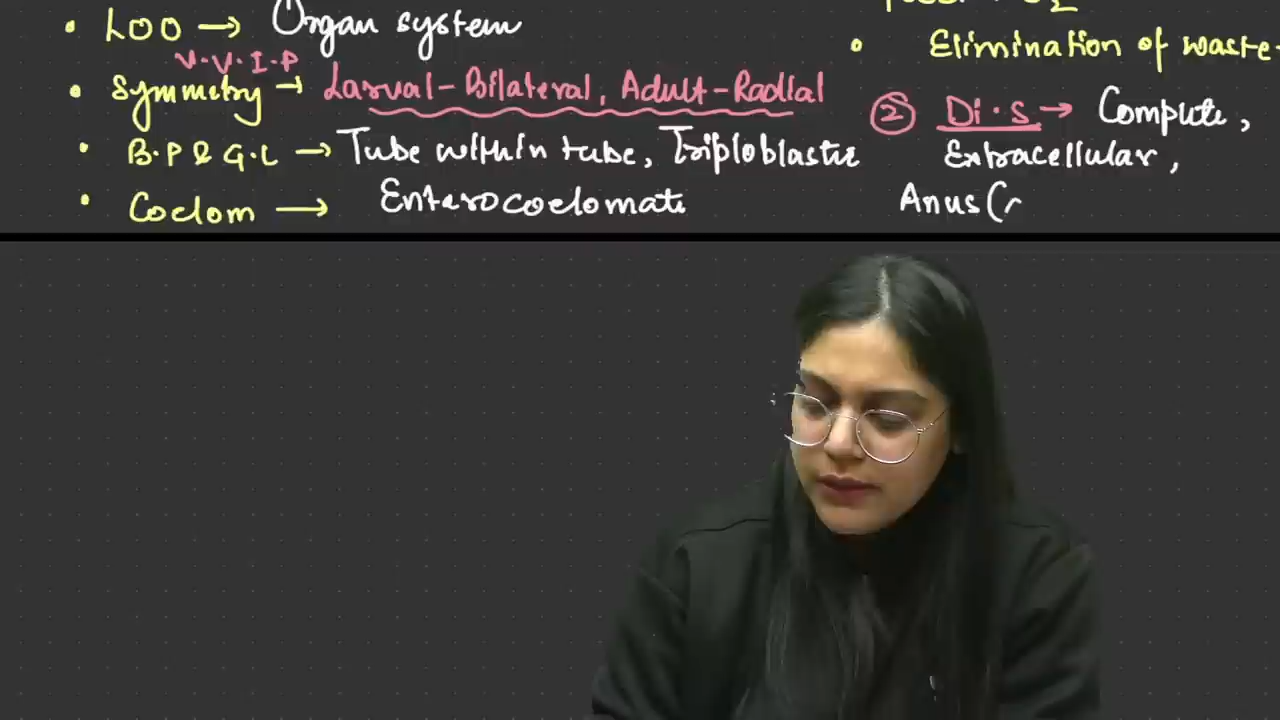 • LOO → Organ system
V.V.I.P
• Symmetry → Larval-Bilateral, Adult-Radial
• B.P & G.L → Tube within tube, Triploblastic
• Coelom → Enterocoelomate
• Elimination of waste.
② Di.S → Complete,
Extracellular,
Anus (